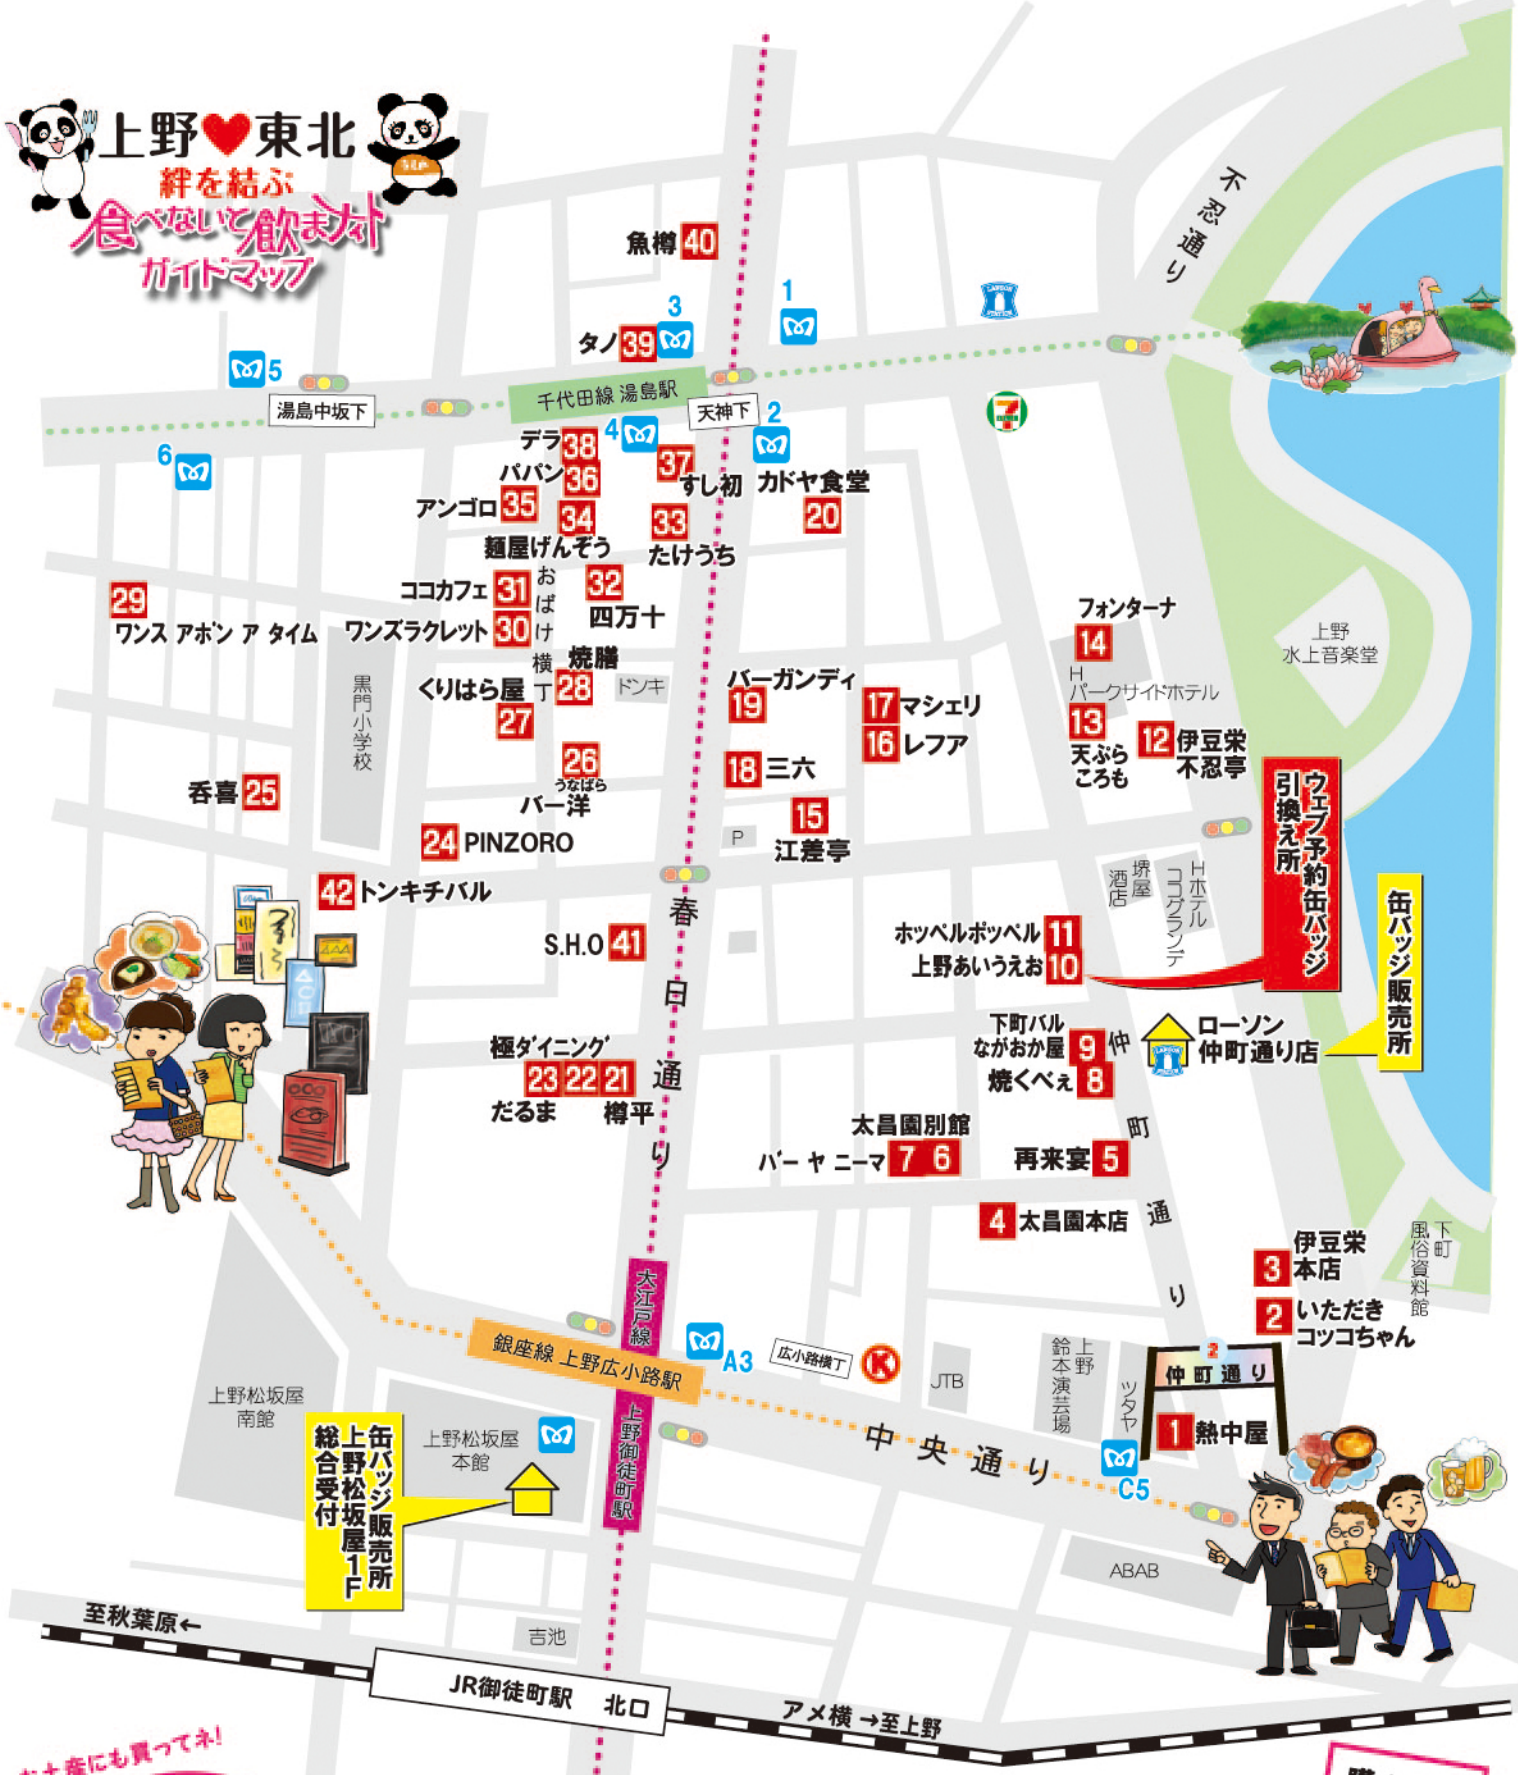 上野♥東北
絆を結ぶ
食べないと飲まナイト
ガイドマップ
不忍通り
魚樽 40
3
1
LAWSON
STATION
タノ 39
5
千代田線 湯島駅
湯島中坂下
天神下
2
7
4
6
デラ 38
パパン 36
37
すし初
カドヤ食堂
20
アンゴロ 35
34
麺屋げんぞう
33
たけうち
おばけ横丁
ココカフェ 31
32
四万十
29
ワンス アポン ア タイム
ワンズラクレット 30
フォンターナ
14
上野
水上音楽堂
焼膳
28
ドンキ
黒門小学校
くりはら屋
27
バーガンディ
19
17 マシェリ
16 レフア
H
パークサイドホテル
13
天ぷら
ころも
12 伊豆栄
不忍亭
26
うなばら
バー洋
18 三六
呑喜 25
15
江差亭
P
24 PINZORO
ウェブ予約缶バッジ
引換え所
42 トンキチバル
堺屋
酒店
Hホテル
ココグランデ
缶バッジ販売所
春日通り
S.H.O 41
ホッペルポッペル 11
上野あいうえお 10
下町バル
ながおか屋 9
焼くべぇ 8
仲町通り
ローソン
仲町通り店
LAWSON
STATION
極ダイニング
23 22 21
だるま
樽平
太昌園別館
バー ヤ ニーマ 7 6
再来宴 5
4 太昌園本店
下町
風俗資料館
3 伊豆栄
本店
2 いただき
コッコちゃん
大江戸線
上野御徒町駅
銀座線 上野広小路駅
A3
広小路横丁
K
JTB
上野
鈴本演芸場
ツタヤ
2
仲町通り
1 熱中屋
上野松坂屋
南館
上野松坂屋
本館
缶バッジ販売所
上野松坂屋1F
総合受付
中央通り
C5
ABAB
至秋葉原←
吉池
JR御徒町駅 北口
アメ横 →至上野
にも買ってネ!